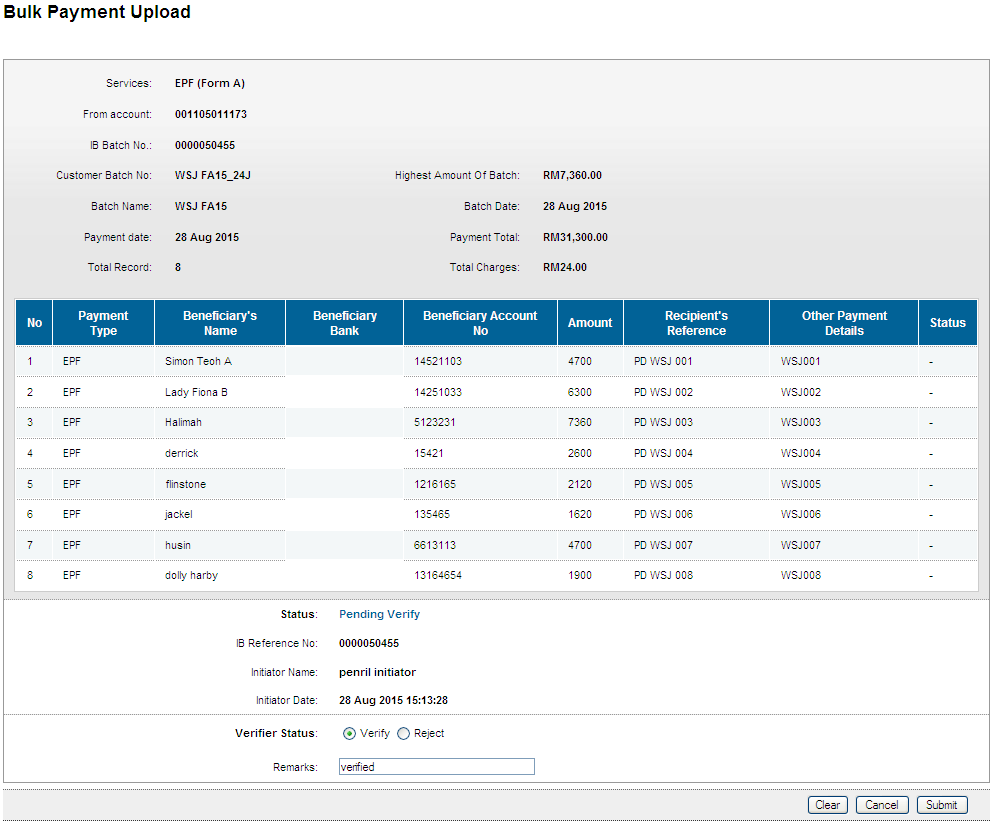 Bulk Payment Upload
Services: EPF (Form A)
From account: 001105011173
IB Batch No.: 0000050455
Customer Batch No: WSJ FA15_24J Highest Amount Of Batch: RM7,360.00
Batch Name: WSJ FA15 Batch Date: 28 Aug 2015
Payment date: 28 Aug 2015 Payment Total: RM31,300.00
Total Record: 8 Total Charges: RM24.00
No Payment Type Beneficiary's Name Beneficiary Bank Beneficiary Account No Amount Recipient's Reference Other Payment Details Status
1 EPF Simon Teoh A 14521103 4700 PD WSJ 001 WSJ001 -
2 EPF Lady Fiona B 14251033 6300 PD WSJ 002 WSJ002 -
3 EPF Halimah 5123231 7360 PD WSJ 003 WSJ003 -
4 EPF derrick 15421 2600 PD WSJ 004 WSJ004 -
5 EPF flinstone 1216165 2120 PD WSJ 005 WSJ005 -
6 EPF jackel 135465 1620 PD WSJ 006 WSJ006 -
7 EPF husin 6613113 4700 PD WSJ 007 WSJ007 -
8 EPF dolly harby 13164654 1900 PD WSJ 008 WSJ008 -
Status: Pending Verify
IB Reference No: 0000050455
Initiator Name: penril initiator
Initiator Date: 28 Aug 2015 15:13:28
Verifier Status: Verify Reject
Remarks: verified
Clear Cancel Submit